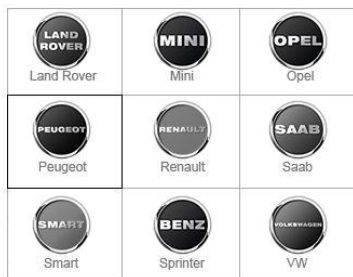 LAND
ROVER
MINI
OPEL
Land Rover
Mini
Opel
PEUGEOT
RENAULT
SAAB
Peugeot
Renault
Saab
SMART
BENZ
VOLKSWAGEN
Smart
Sprinter
VW